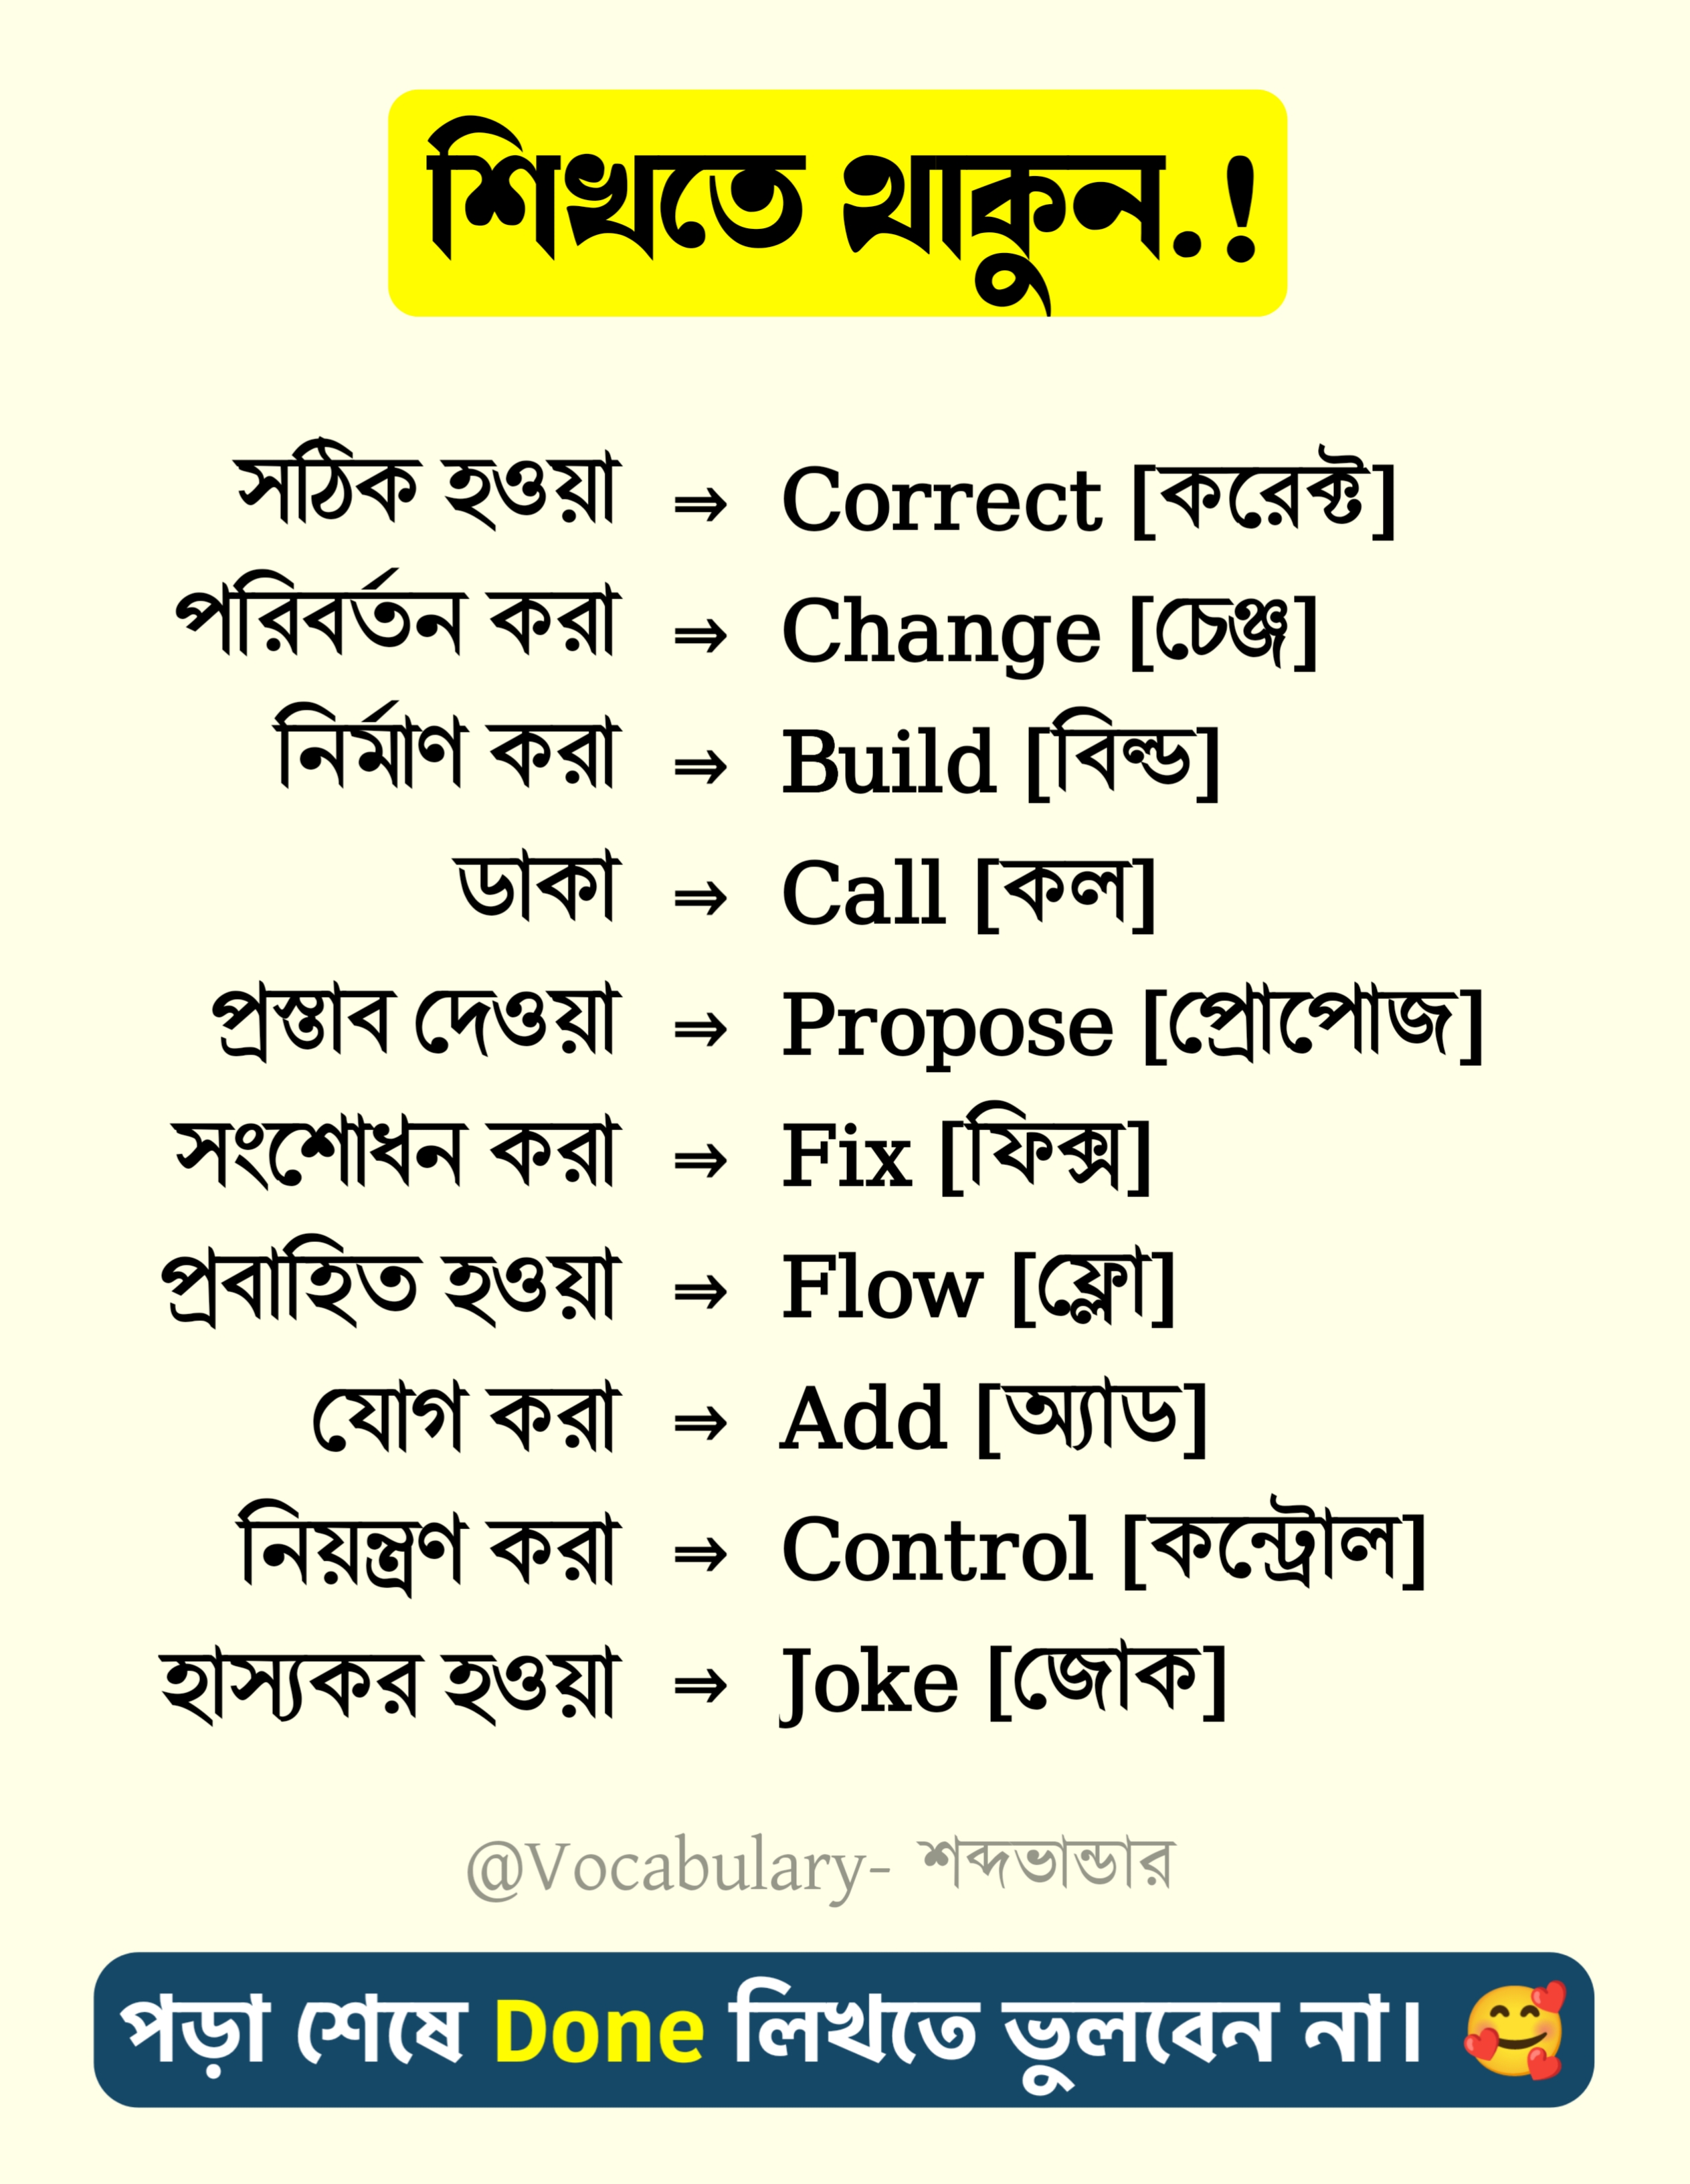 শিখতে থাকুন.!
সঠিক হওয়া ⇒ Correct [করেক্ট]
পরিবর্তন করা ⇒ Change [চেঞ্জ]
নির্মাণ করা ⇒ Build [বিল্ড]
ডাকা ⇒ Call [কল]
প্রস্তাব দেওয়া ⇒ Propose [প্রোপোজ]
সংশোধন করা ⇒ Fix [ফিক্স]
প্রবাহিত হওয়া ⇒ Flow [ফ্লো]
যোগ করা ⇒ Add [অ্যাড]
নিয়ন্ত্রণ করা ⇒ Control [কন্ট্রোল]
হাস্যকর হওয়া ⇒ Joke [জোক]
@Vocabulary- শব্দভান্ডার
পড়া শেষে Done লিখতে ভুলবেন না। 🥰